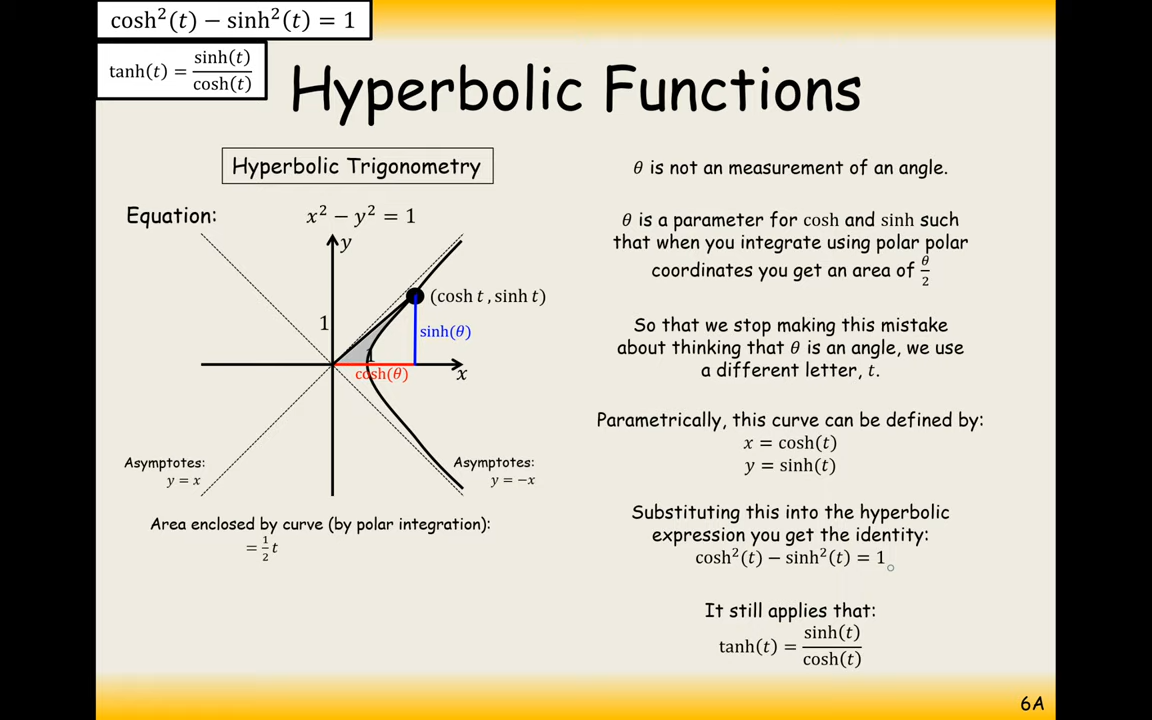 cosh²(t) − sinh²(t) = 1
tanh(t) = sinh(t)/cosh(t)
Hyperbolic Functions
Hyperbolic Trigonometry
Equation: x² − y² = 1
y
(cosh t , sinh t)
1
sinh(θ)
1
cosh(θ)
x
Asymptotes:
y = x
Asymptotes:
y = −x
Area enclosed by curve (by polar integration):
= 1/2 t
θ is not an measurement of an angle.
θ is a parameter for cosh and sinh such
that when you integrate using polar polar
coordinates you get an area of θ/2
So that we stop making this mistake
about thinking that θ is an angle, we use
a different letter, t.
Parametrically, this curve can be defined by:
x = cosh(t)
y = sinh(t)
Substituting this into the hyperbolic
expression you get the identity:
cosh²(t) − sinh²(t) = 1
It still applies that:
tanh(t) = sinh(t)/cosh(t)
6A